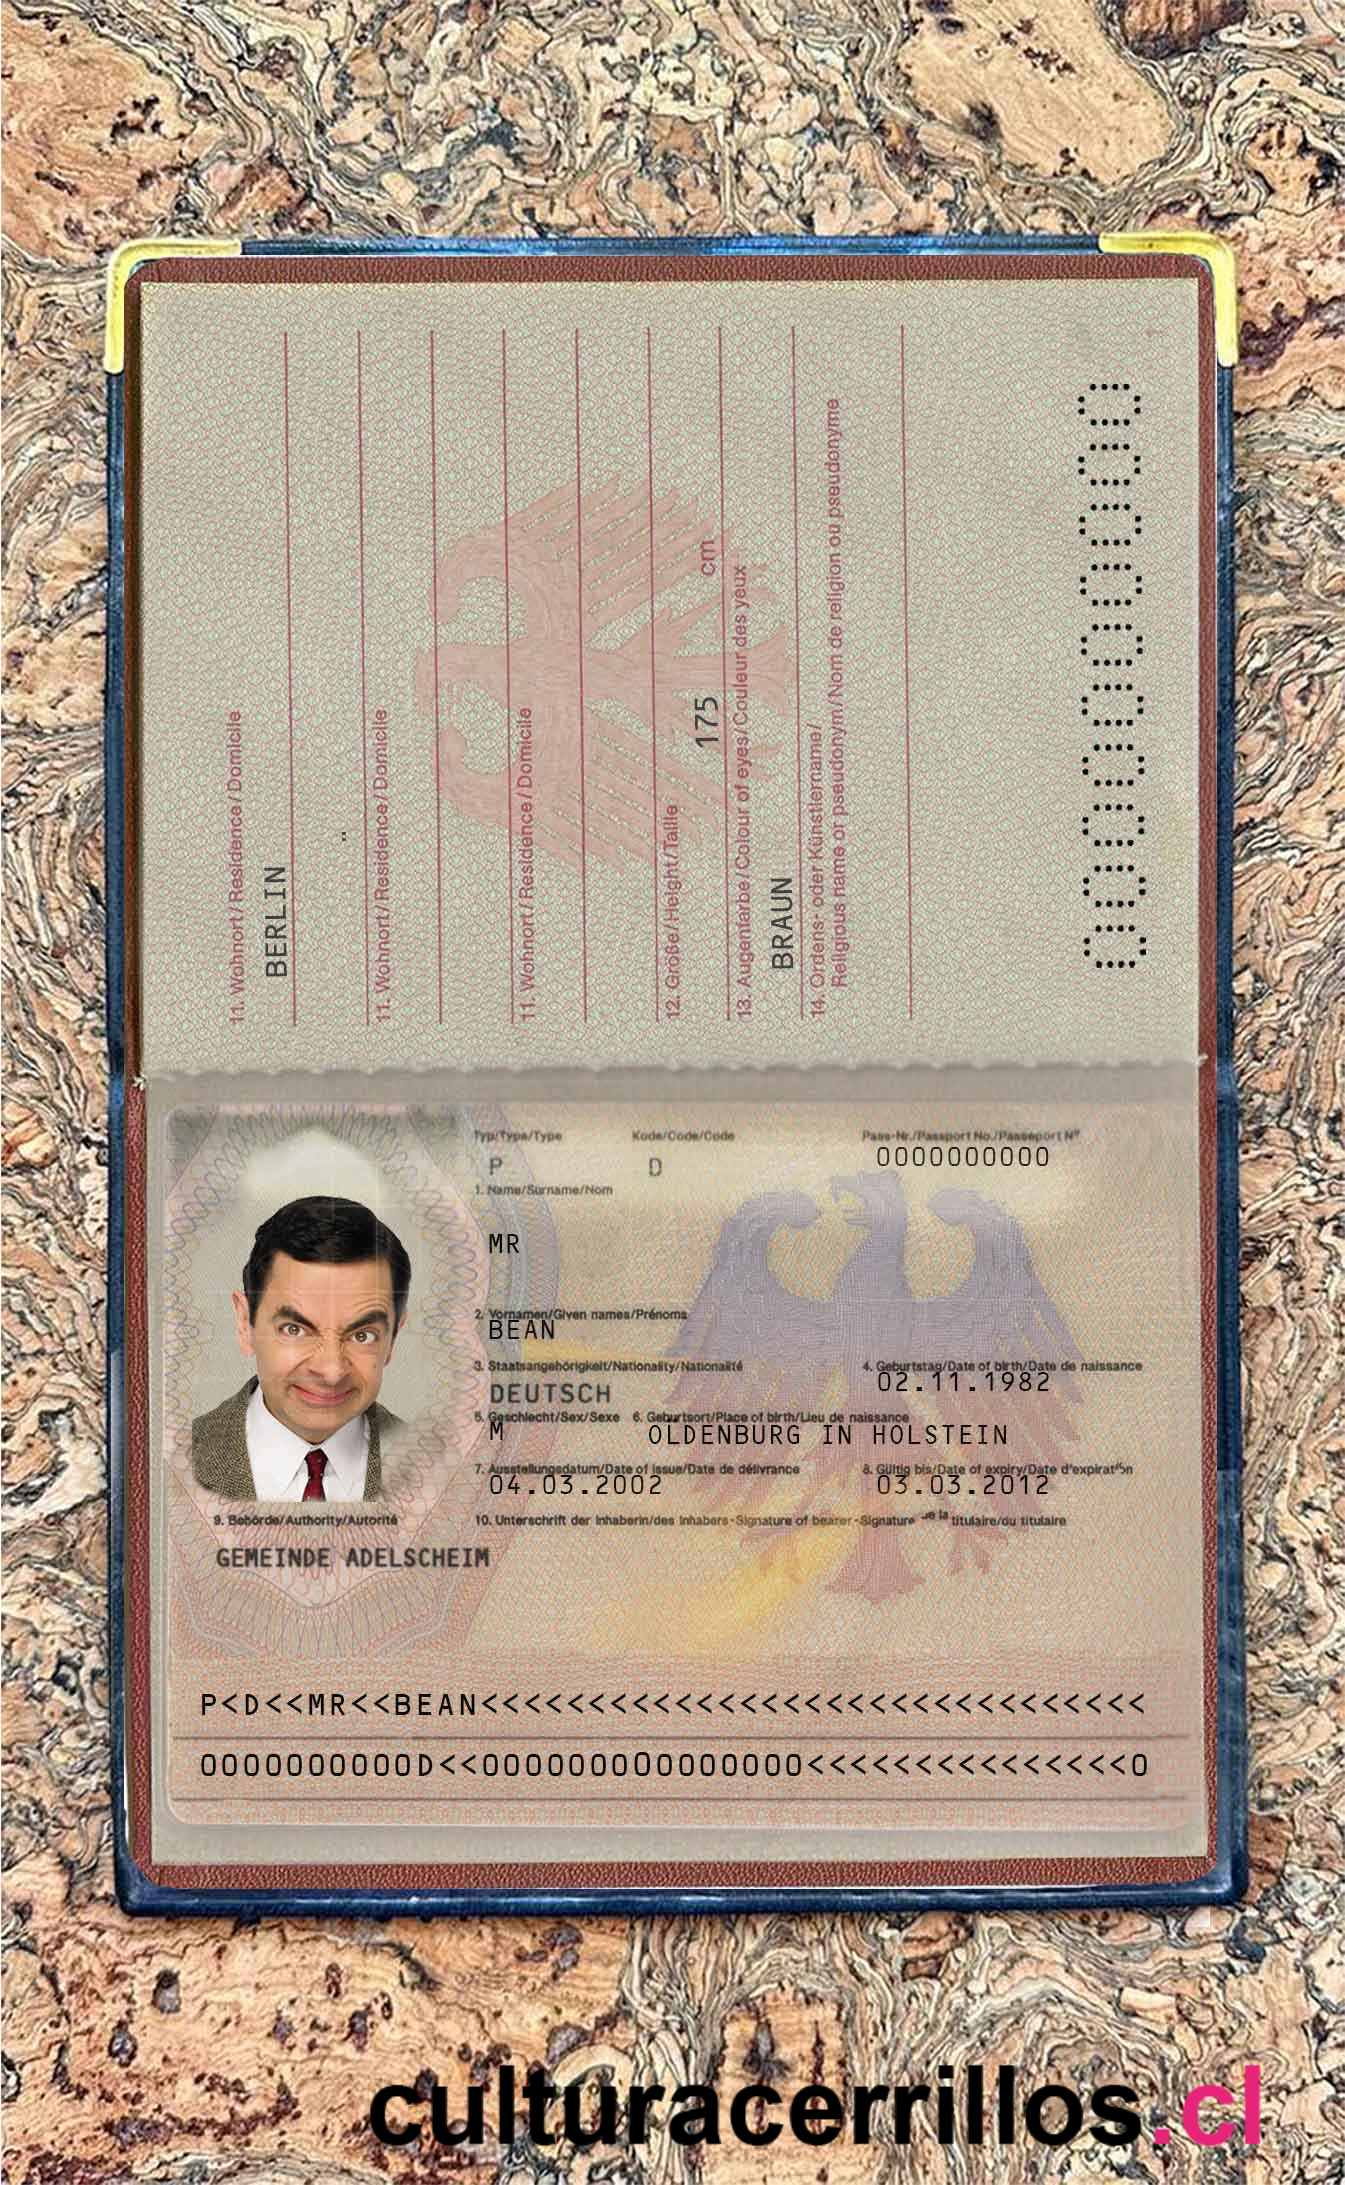 11. Wohnort / Residence / Domicile
BERLIN
11. Wohnort / Residence / Domicile
11. Wohnort / Residence / Domicile
12. Größe / Height / Taille
175 cm
13. Augenfarbe / Colour of eyes / Couleur des yeux
BRAUN
14. Ordens- oder Künstlername /
Religious name or pseudonym / Nom de religion ou pseudonyme
0000000000
Typ/Type/Type Kode/Code/Code Pass-Nr./Passport No./Passeport N°
P D 0000000000
1. Name/Surname/Nom
MR
2. Vornamen/Given names/Prénoms
BEAN
3. Staatsangehörigkeit/Nationality/Nationalité 4. Geburtstag/Date of birth/Date de naissance
DEUTSCH 02.11.1982
5. Geschlecht/Sex/Sexe 6. Geburtsort/Place of birth/Lieu de naissance
M OLDENBURG IN HOLSTEIN
7. Ausstellungsdatum/Date of issue/Date de délivrance 8. Gültig bis/Date of expiry/Date d'expiration
04.03.2002 03.03.2012
9. Behörde/Authority/Autorité 10. Unterschrift der Inhaberin/des Inhabers-Signature of bearer-Signature de la titulaire/du titulaire
GEMEINDE ADELSCHEIM
P<D<<MR<<BEAN<<<<<<<<<<<<<<<<<<<<<<<<<<<<<<<
0000000000D<<000000000000000<<<<<<<<<<<<<<<0
culturacerrillos.cl